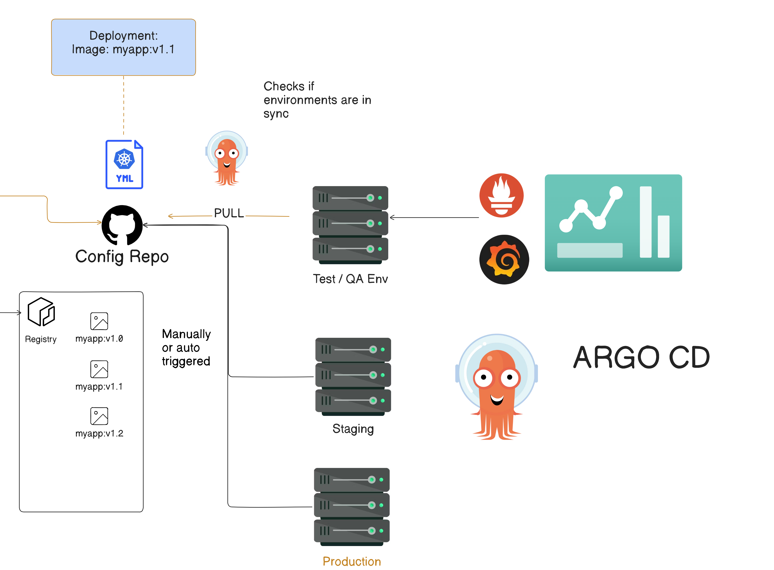 Deployment:
Image: myapp:v1.1
Checks if
environments are in
sync
YML
PULL
Config Repo
Test / QA Env
Registry
myapp:v1.0
myapp:v1.1
myapp:v1.2
Manually
or auto
triggered
ARGO CD
Staging
Production